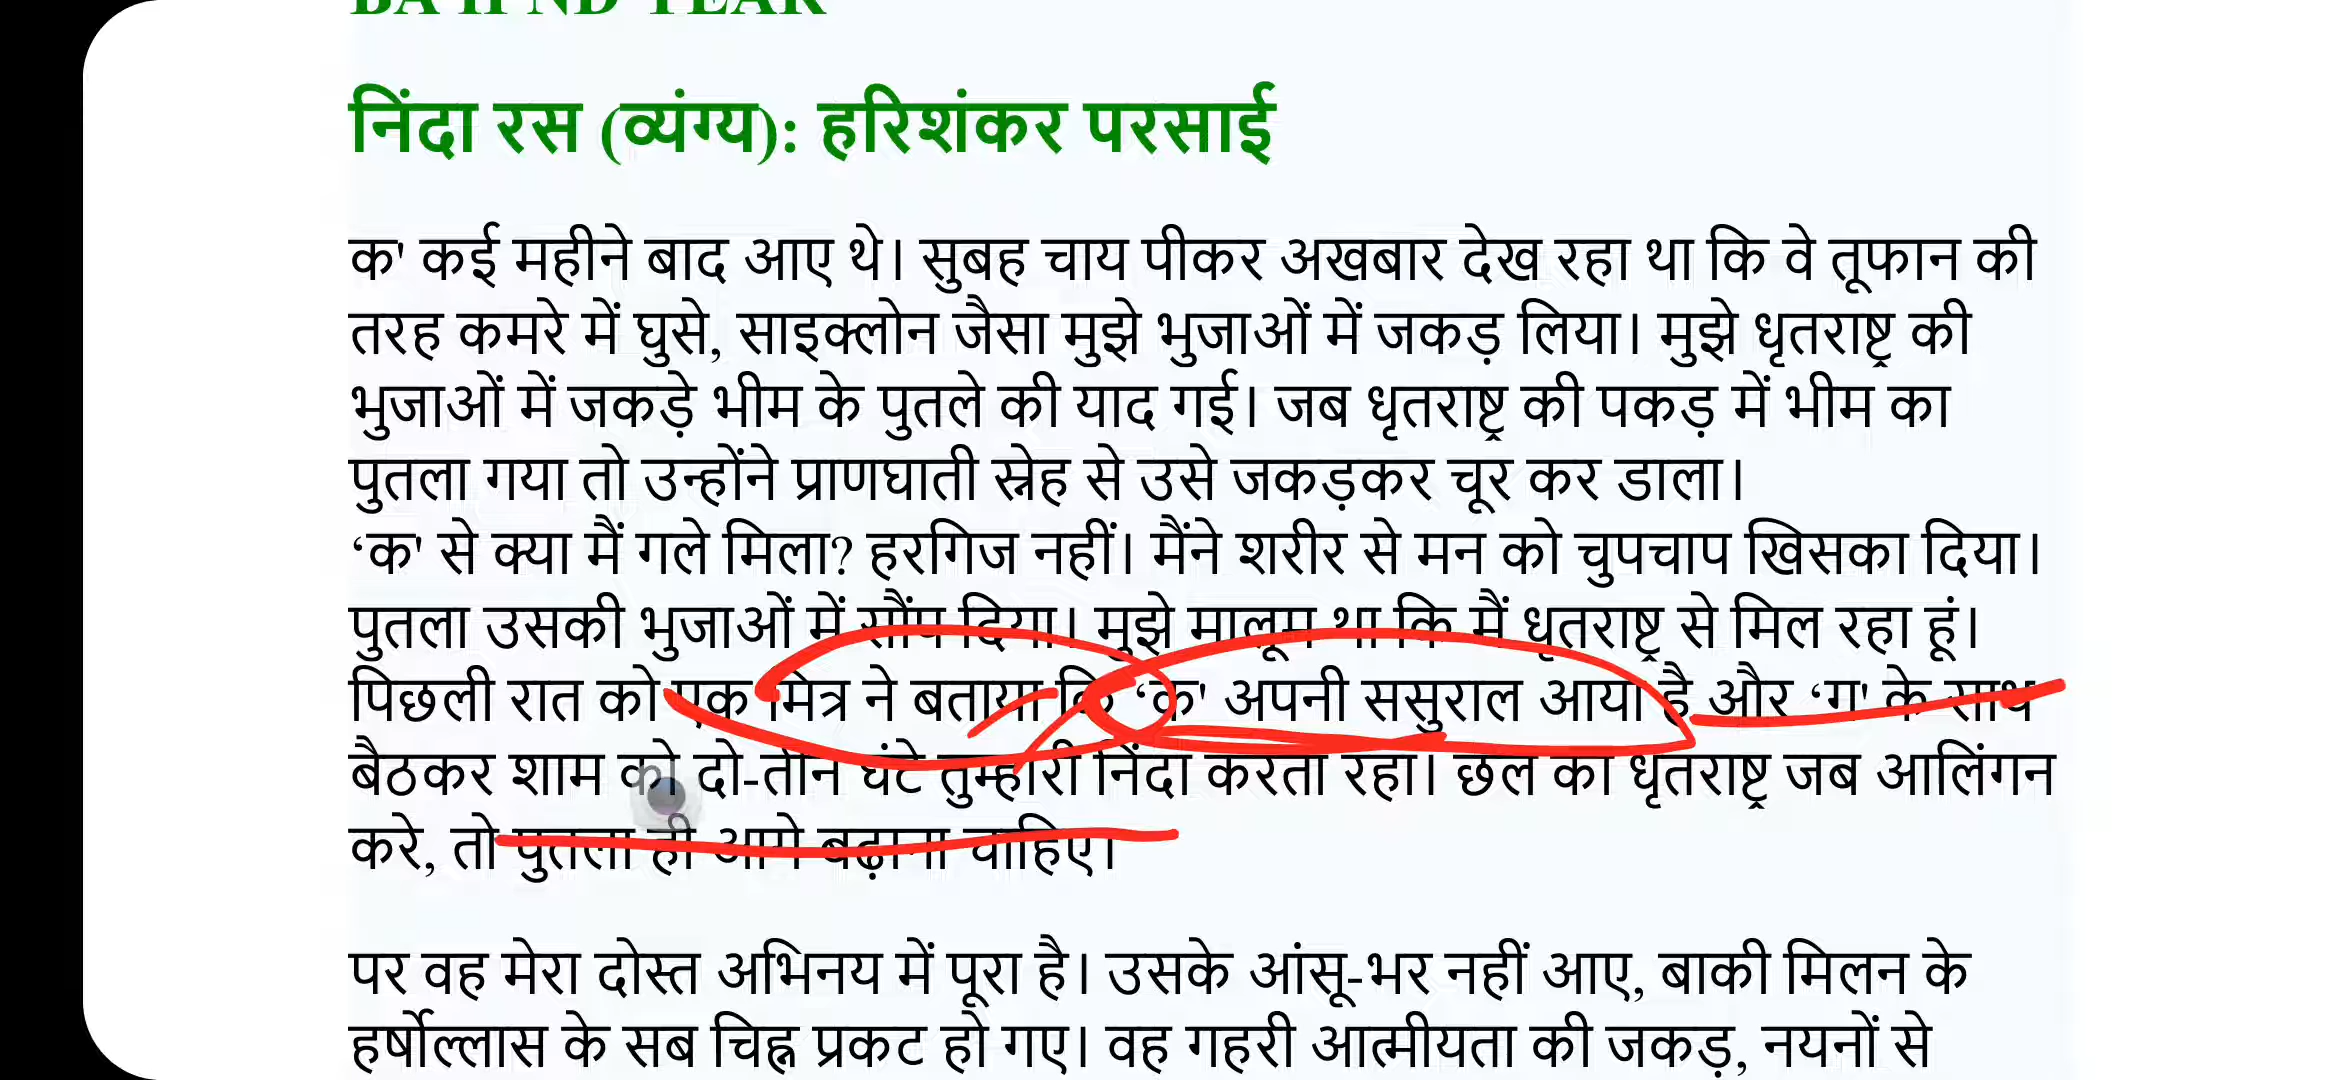 BA II ND YEAR
निंदा रस (व्यंग्य): हरिशंकर परसाई
क' कई महीने बाद आए थे। सुबह चाय पीकर अखबार देख रहा था कि वे तूफान की
तरह कमरे में घुसे, साइक्लोन जैसा मुझे भुजाओं में जकड़ लिया। मुझे धृतराष्ट्र की
भुजाओं में जकड़े भीम के पुतले की याद गई। जब धृतराष्ट्र की पकड़ में भीम का
पुतला गया तो उन्होंने प्राणघाती स्नेह से उसे जकड़कर चूर कर डाला।
‘क' से क्या मैं गले मिला? हरगिज नहीं। मैंने शरीर से मन को चुपचाप खिसका दिया।
पुतला उसकी भुजाओं में सौंप दिया। मुझे मालूम था कि मैं धृतराष्ट्र से मिल रहा हूं।
पिछली रात को एक मित्र ने बताया कि ‘क' अपनी ससुराल आया है और ‘ग' के साथ
बैठकर शाम को दो-तीन घंटे तुम्हारी निंदा करता रहा। छल का धृतराष्ट्र जब आलिंगन
करे, तो पुतला ही आगे बढ़ाना चाहिए।
पर वह मेरा दोस्त अभिनय में पूरा है। उसके आंसू-भर नहीं आए, बाकी मिलन के
हर्षोल्लास के सब चिह्न प्रकट हो गए। वह गहरी आत्मीयता की जकड़, नयनों से